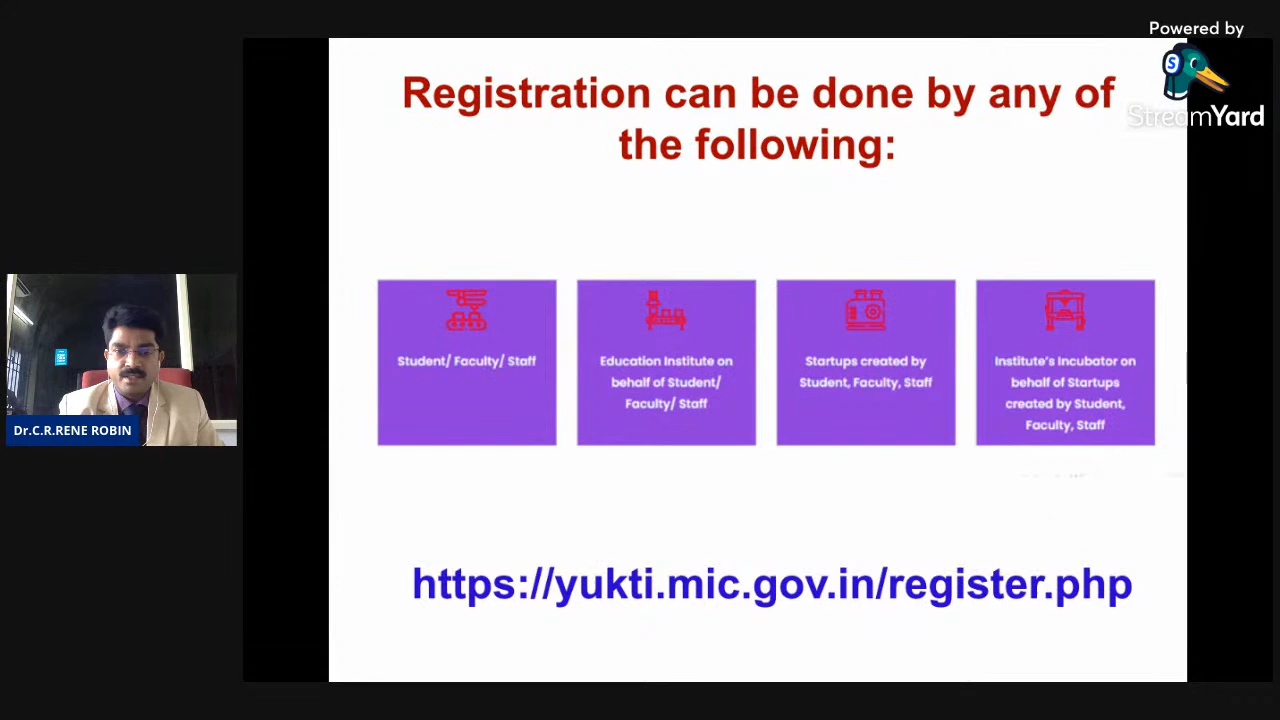 Powered by
StreamYard
Registration can be done by any of
the following:
Student/ Faculty/ Staff
Education Institute on
behalf of Student/
Faculty/ Staff
Startups created by
Student, Faculty, Staff
Institute's Incubator on
behalf of Startups
created by Student,
Faculty, Staff
Dr.C.R.RENE ROBIN
https://yukti.mic.gov.in/register.php